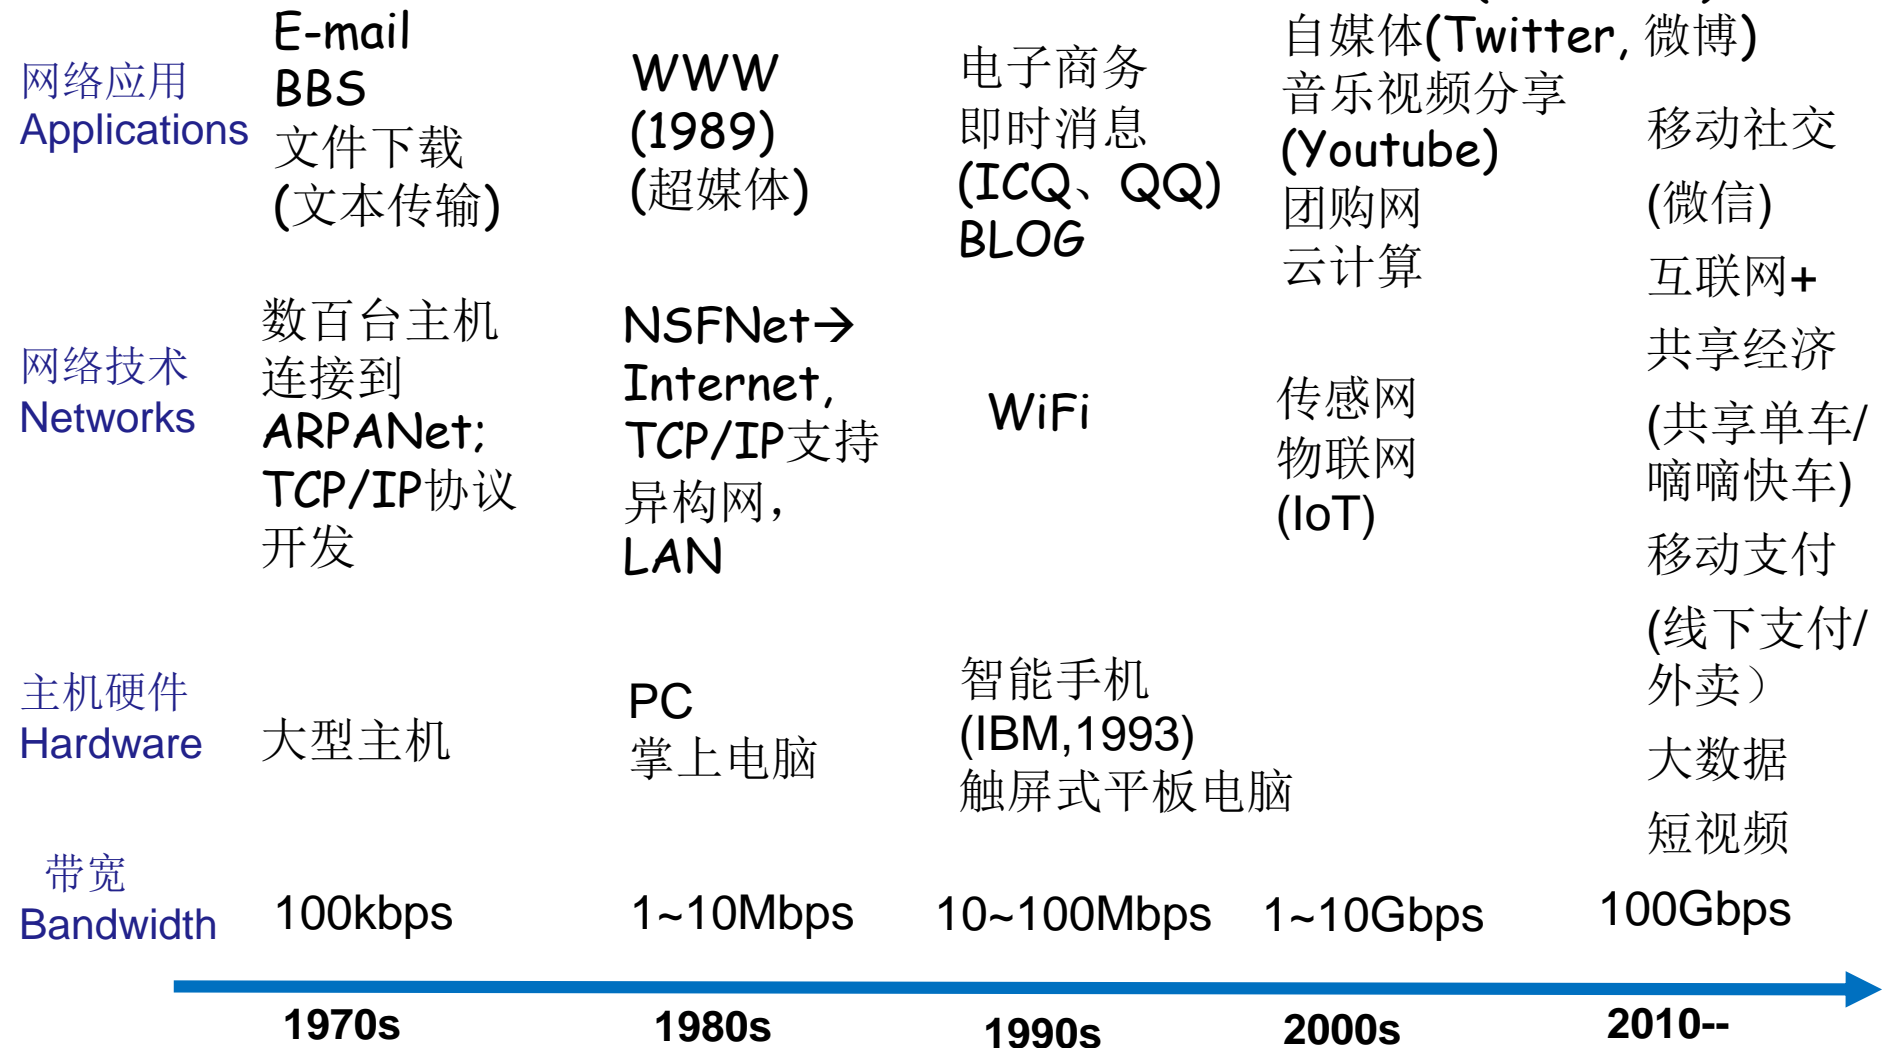 网络应用
Applications
E-mail
BBS
文件下载
(文本传输)
WWW
(1989)
(超媒体)
电子商务
即时消息
(ICQ、QQ)
BLOG
自媒体(Twitter, 微博)
音乐视频分享
(Youtube)
团购网
云计算
移动社交
(微信)
互联网+
共享经济
(共享单车/
嘀嘀快车)
移动支付
(线下支付/
外卖）
大数据
短视频
网络技术
Networks
数百台主机
连接到
ARPANet;
TCP/IP协议
开发
NSFNet→
Internet,
TCP/IP支持
异构网，
LAN
WiFi
传感网
物联网
(IoT)
主机硬件
Hardware
大型主机
PC
掌上电脑
智能手机
(IBM,1993)
触屏式平板电脑
带宽
Bandwidth
100kbps
1~10Mbps
10~100Mbps
1~10Gbps
100Gbps
1970s
1980s
1990s
2000s
2010--